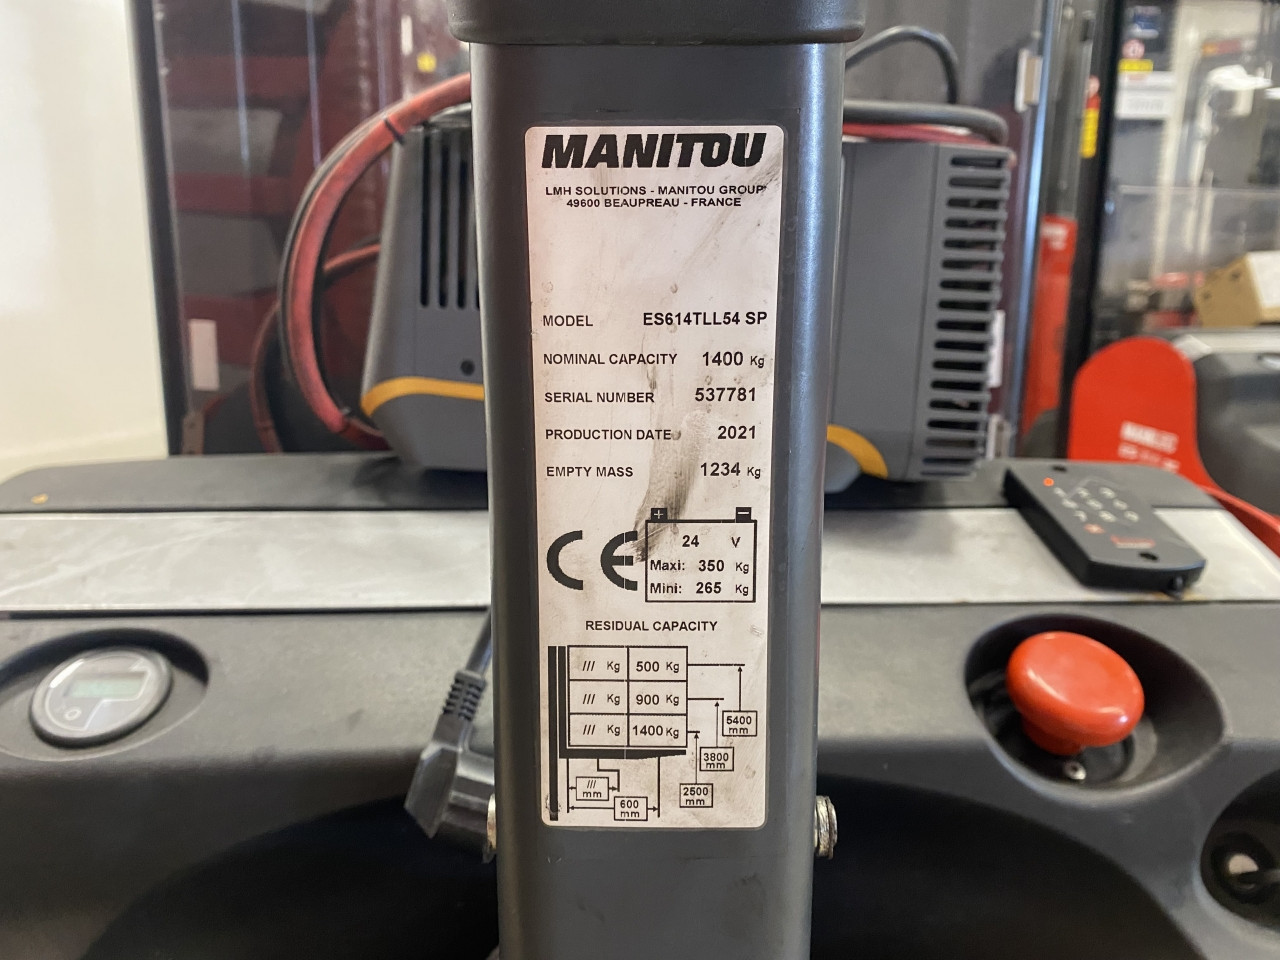 MANITOU
LMH SOLUTIONS - MANITOU GROUP
49600 BEAUPREAU - FRANCE
MODEL ES614TLL54 SP
NOMINAL CAPACITY 1400 Kg
SERIAL NUMBER 537781
PRODUCTION DATE 2021
EMPTY MASS 1234 Kg
CE
+ −
24 V
Maxi: 350 Kg
Mini: 265 Kg
RESIDUAL CAPACITY
/// Kg 500 Kg
/// Kg 900 Kg
/// Kg 1400 Kg
5400 mm
3800 mm
2500 mm
/// mm
600 mm